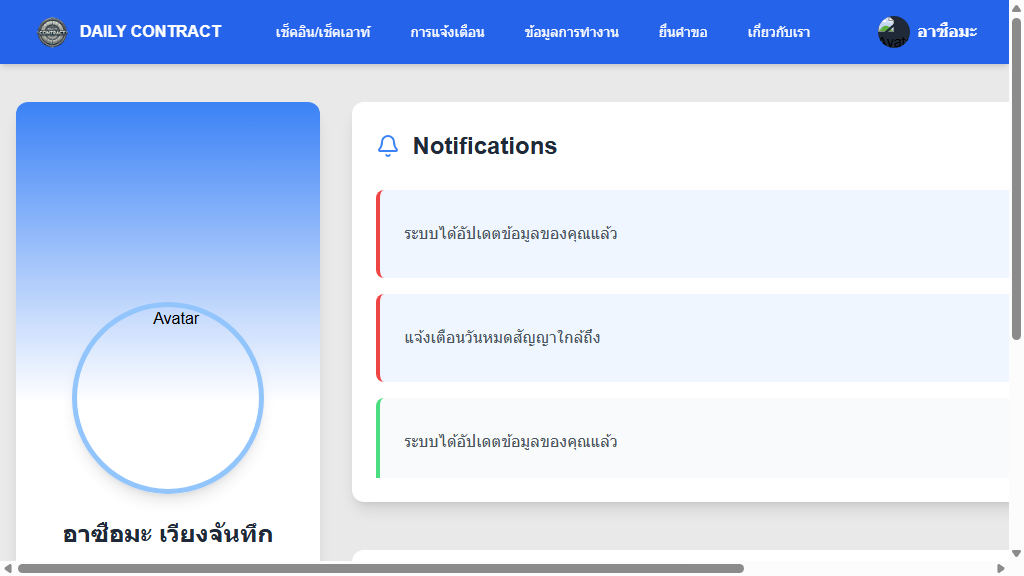 CONTRACT
DAILY CONTRACT
เช็คอิน/เช็คเอาท์
การแจ้งเตือน
ข้อมูลการทำงาน
ยื่นคำขอ
เกี่ยวกับเรา
Avat
อาซือมะ
Avatar
อาซือมะ เวียงจันทึก
Notifications
ระบบได้อัปเดตข้อมูลของคุณแล้ว
แจ้งเตือนวันหมดสัญญาใกล้ถึง
ระบบได้อัปเดตข้อมูลของคุณแล้ว